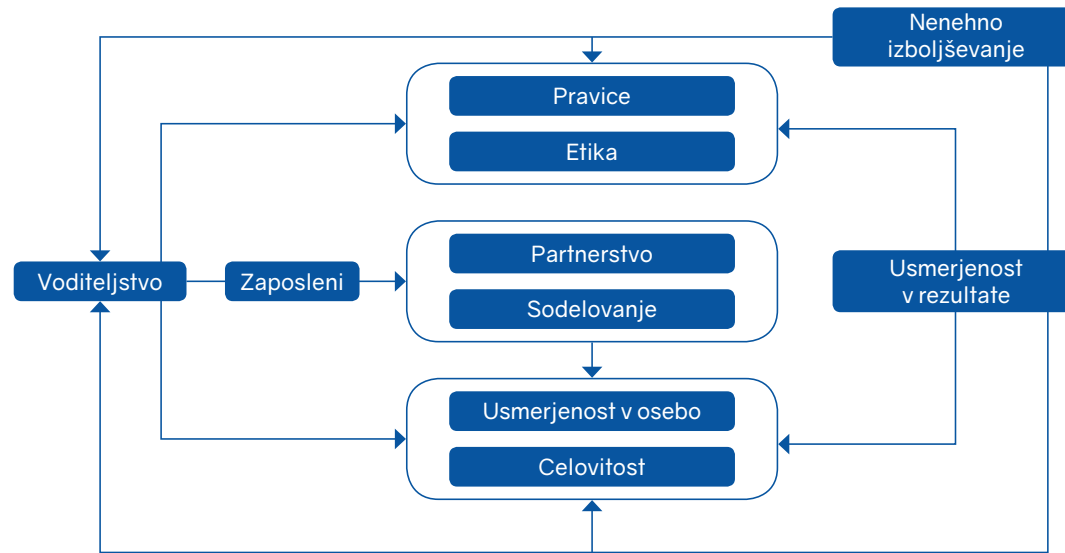 Nenehno
izboljševanje
Pravice
Etika
Partnerstvo
Voditeljstvo
Zaposleni
Usmerjenost
v rezultate
Sodelovanje
Usmerjenost v osebo
Celovitost